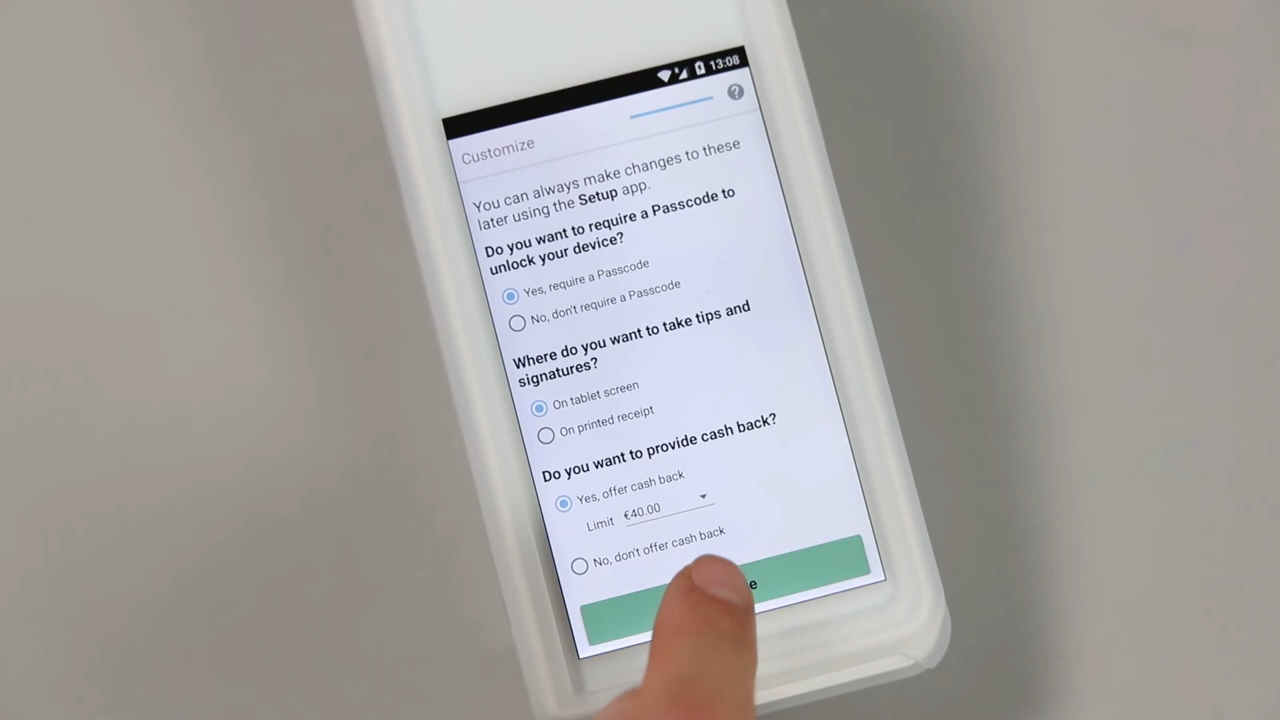 13:08
Customize
?
You can always make changes to these
later using the Setup app.
Do you want to require a Passcode to
unlock your device?
Yes, require a Passcode
No, don't require a Passcode
Where do you want to take tips and
signatures?
On tablet screen
On printed receipt
Do you want to provide cash back?
Yes, offer cash back
Limit €40.00
No, don't offer cash back